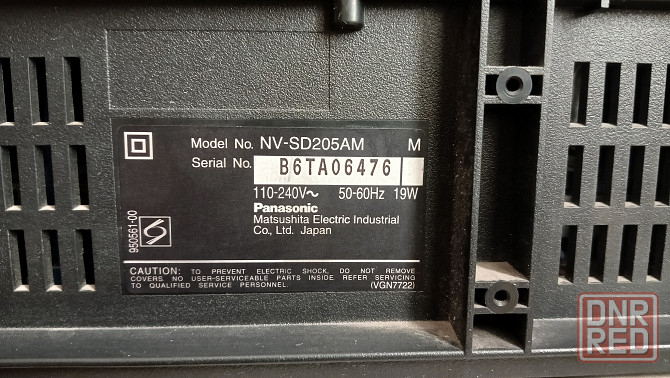 Model No. NV-SD205AM M
Serial No. B6TA06476
110-240V~ 50-60Hz 19W
Panasonic
Matsushita Electric Industrial
Co., Ltd. Japan
950561-00
CAUTION: TO PREVENT ELECTRIC SHOCK, DO NOT REMOVE
COVERS. NO USER-SERVICEABLE PARTS INSIDE. REFER SERVICING
TO QUALIFIED SERVICE PERSONNEL. (VGN7722)
DNR
RED